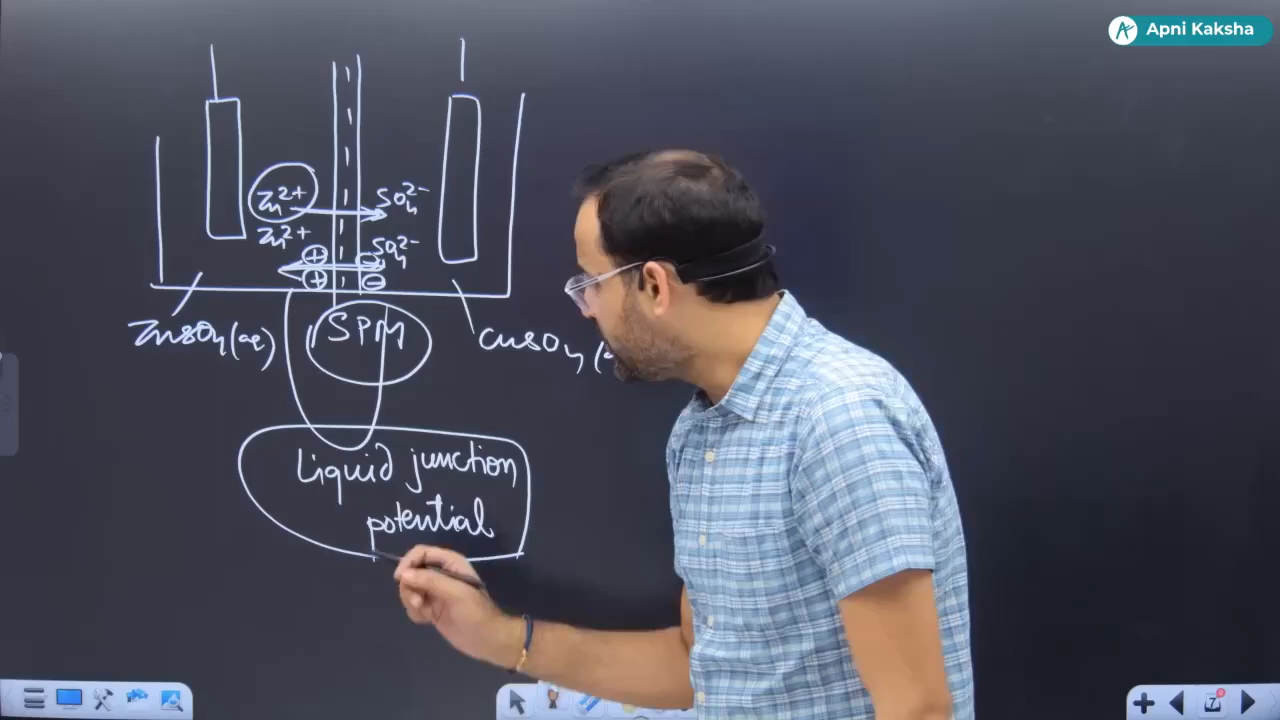 Apni Kaksha
Zn²⁺ SO₄²⁻
Zn²⁺ SO₄²⁻
⊕ ⊖
⊕ ⊖
ZnSO₄(aq) SPM CuSO₄(
Liquid junction
potential